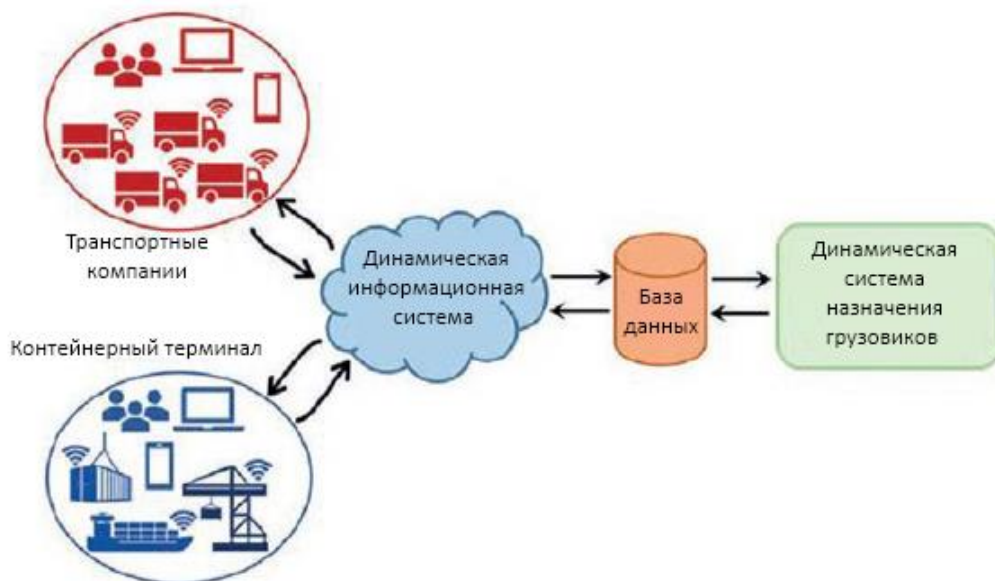 Транспортные
компании
Контейнерный терминал
Динамическая
информационная
система
База
данных
Динамическая
система
назначения
грузовиков